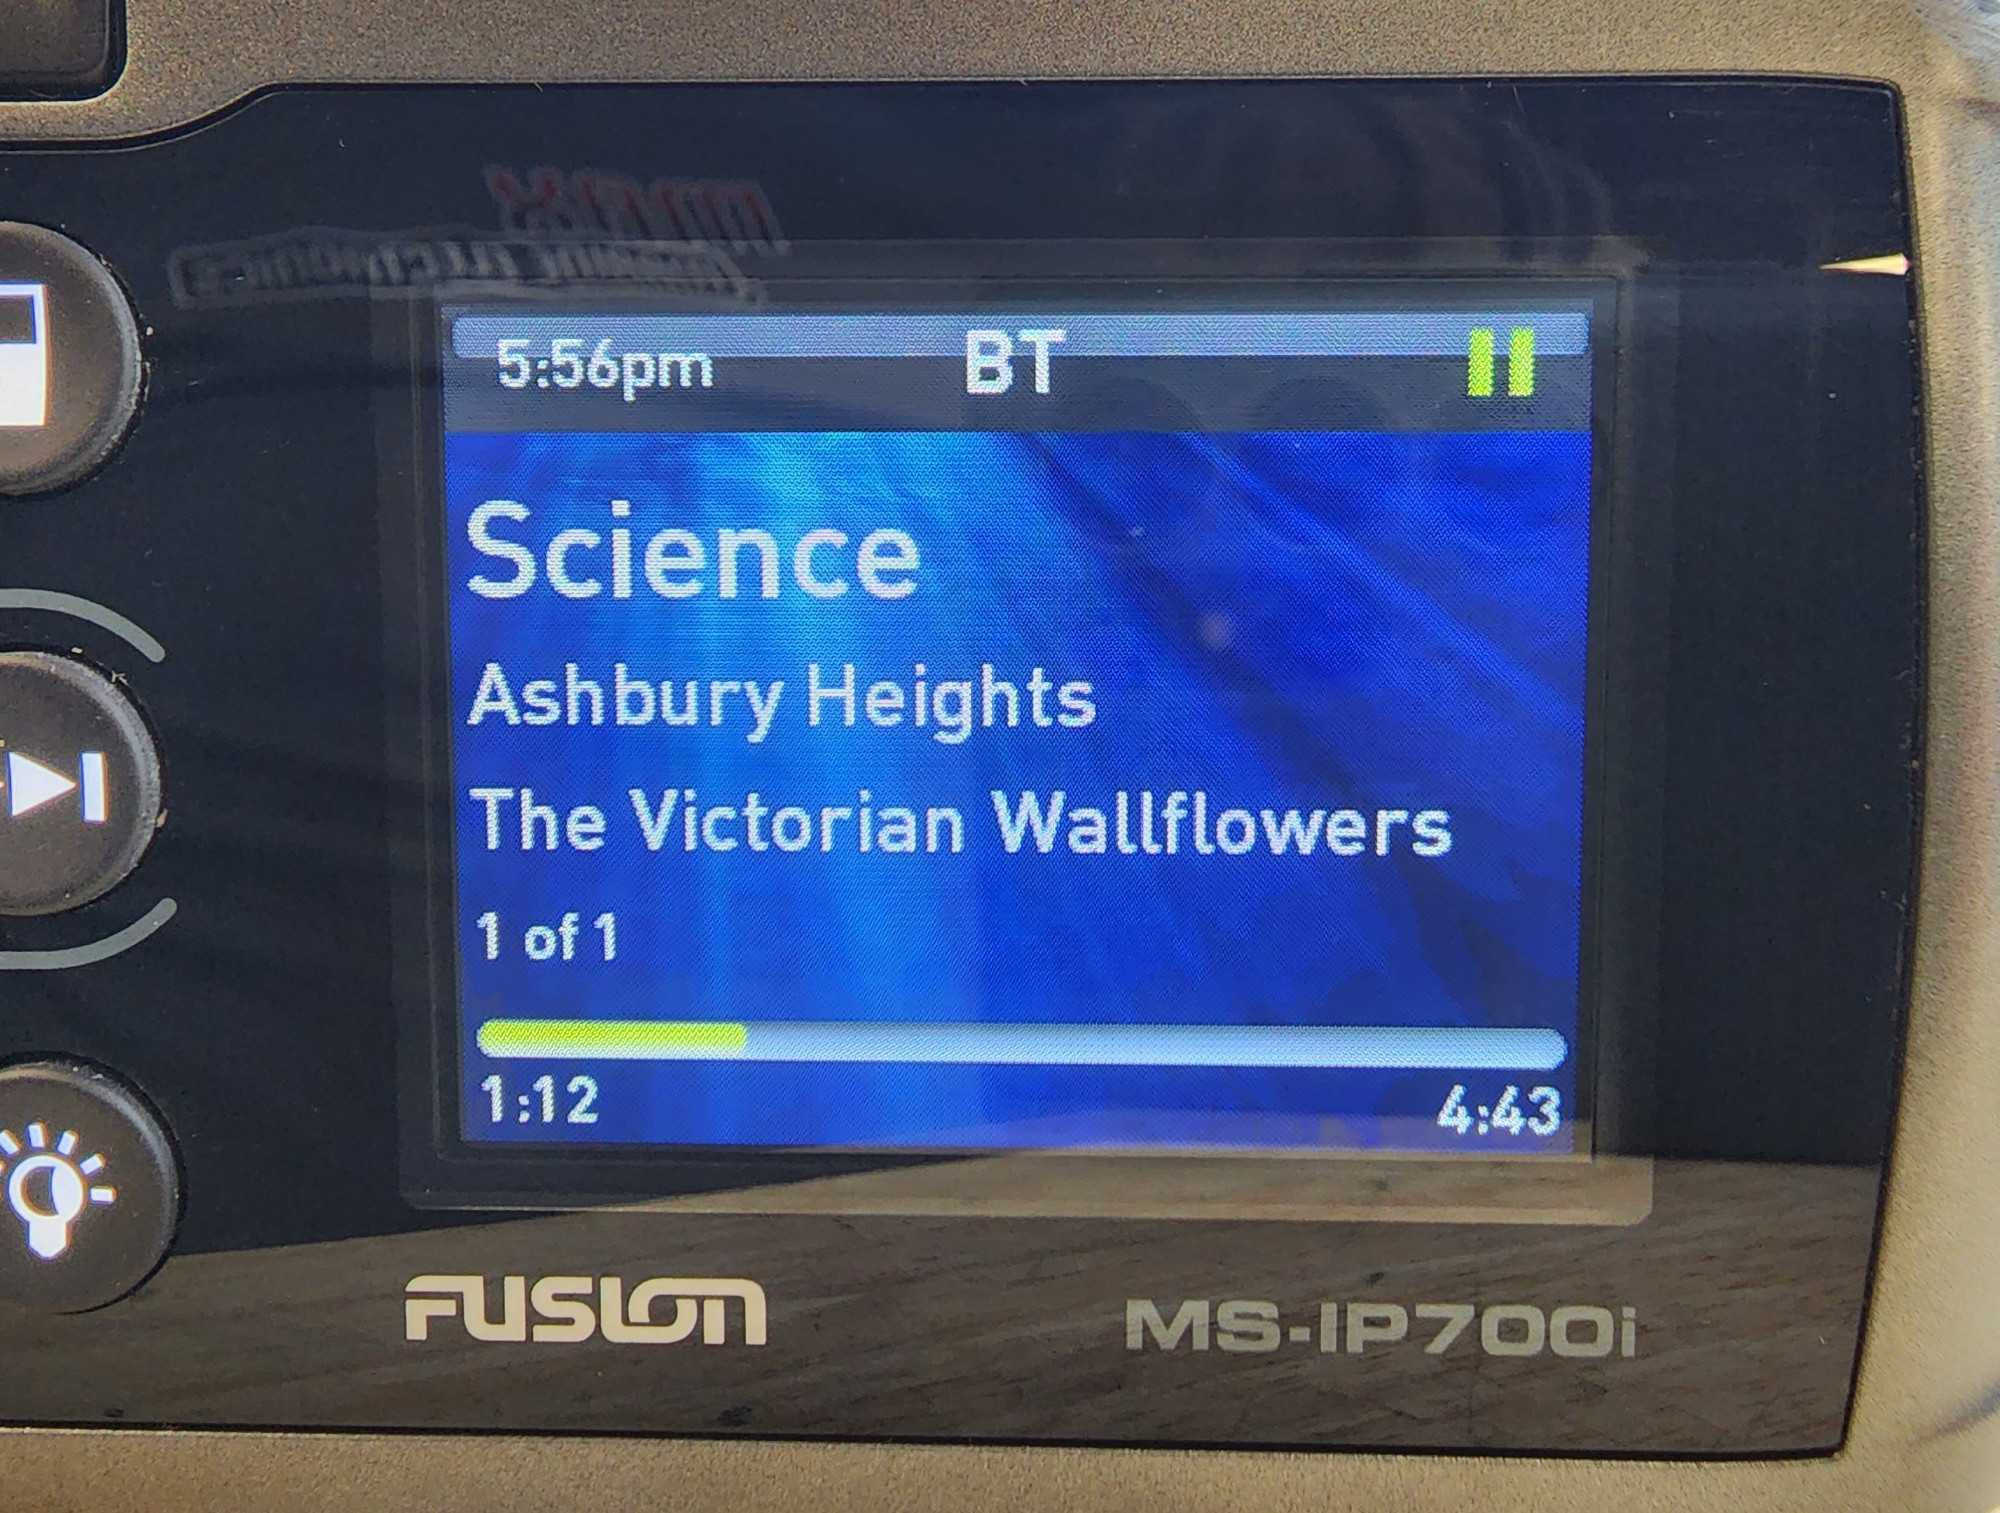 5:56pm BT
Science
Ashbury Heights
The Victorian Wallflowers
1 of 1
1:12 4:43
FUSION MS-IP700i